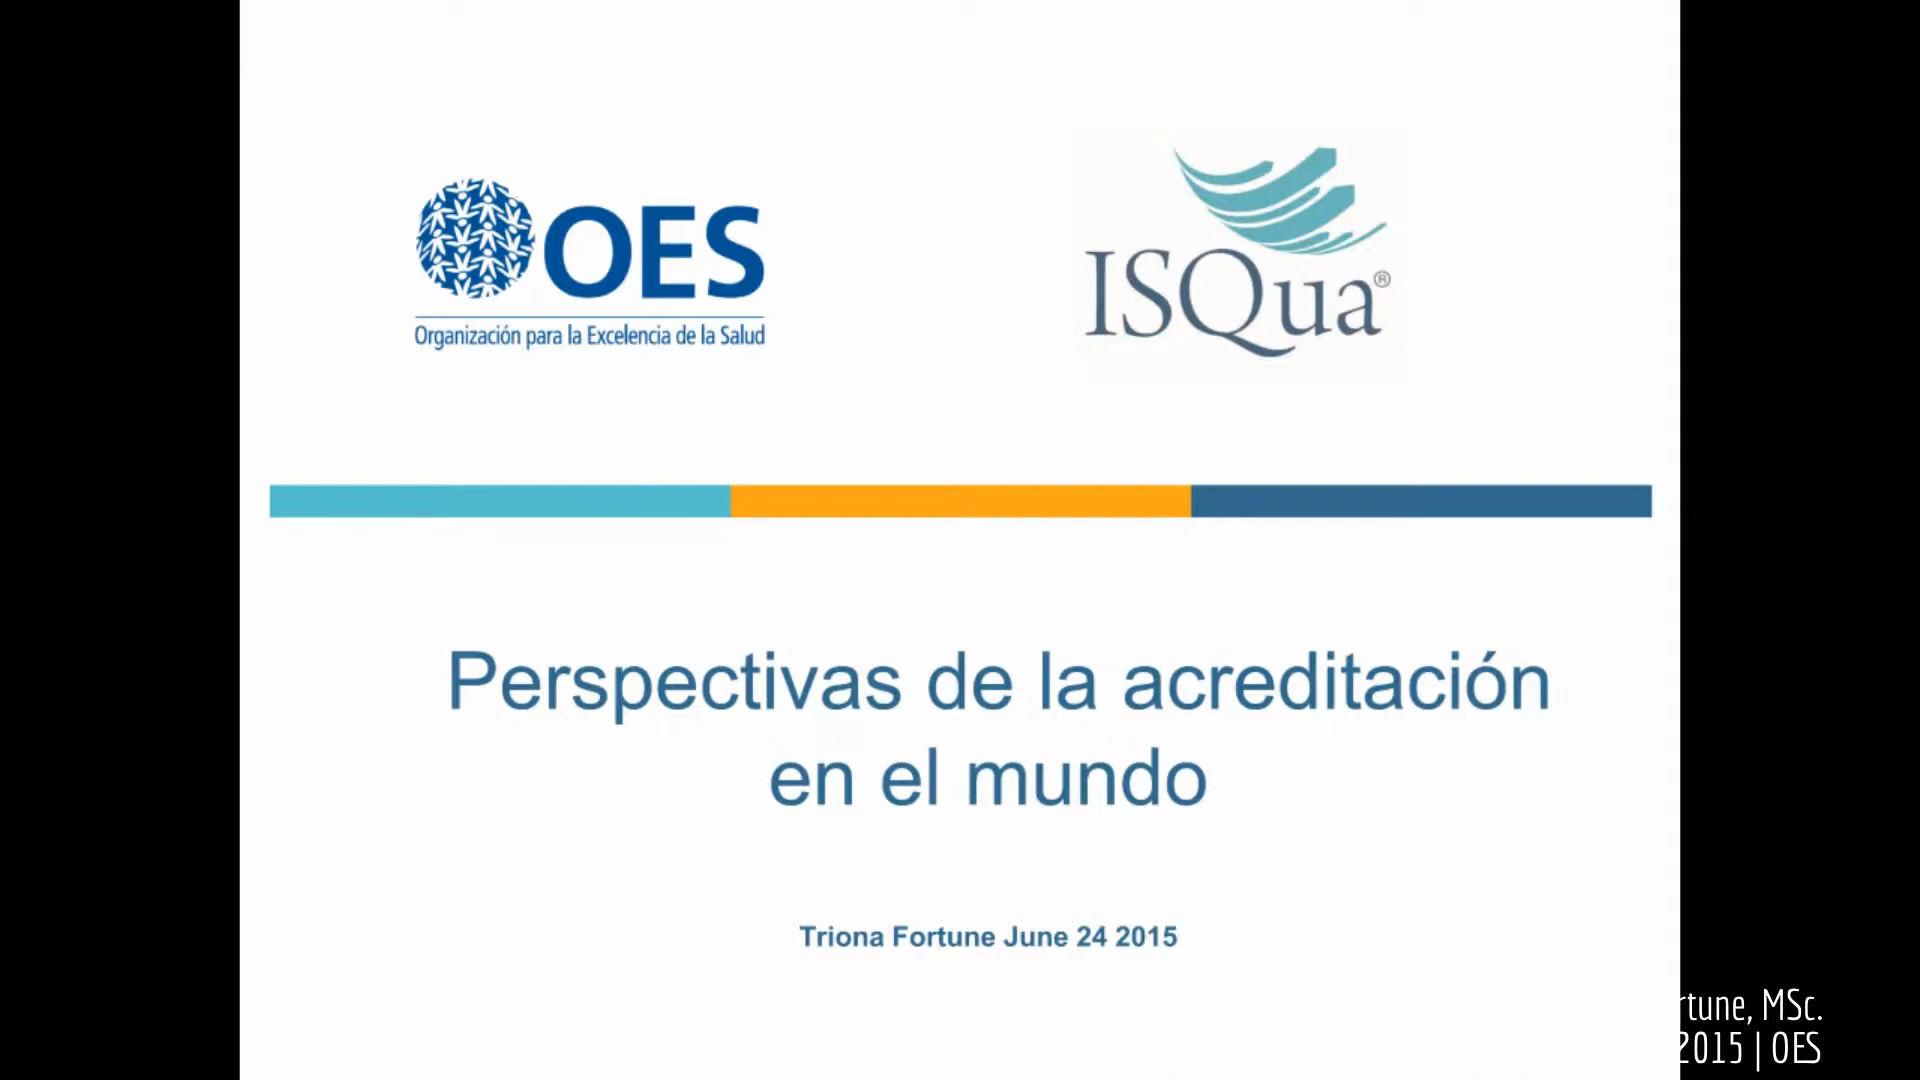 OES
Organización para la Excelencia de la Salud
ISQua®
Perspectivas de la acreditación
en el mundo
Triona Fortune June 24 2015
rtune, MSc.
2015 | OES